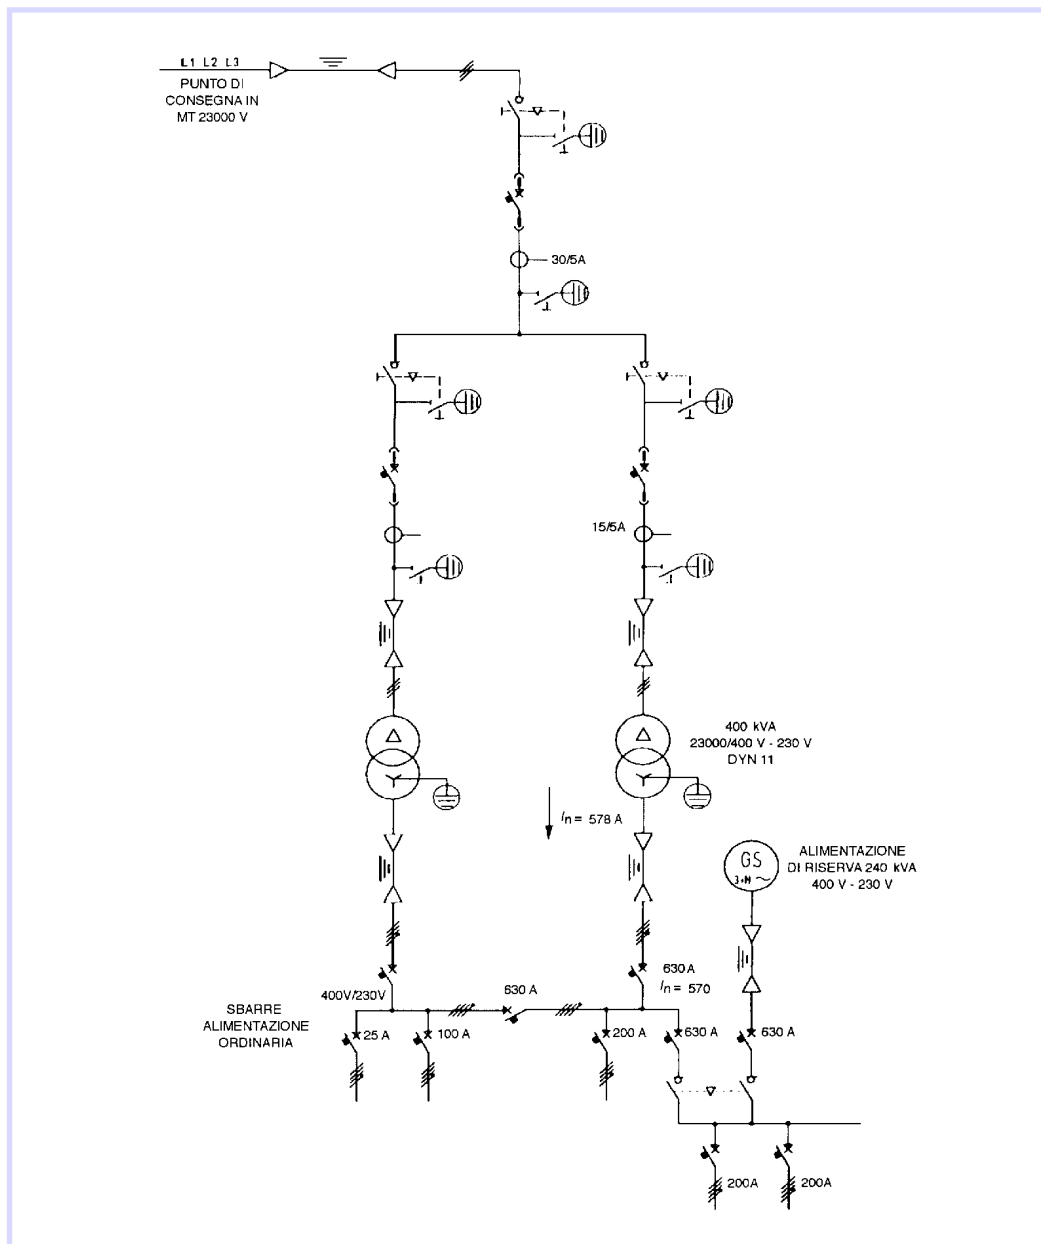 L1 L2 L3
PUNTO DI
CONSEGNA IN
MT 23000 V
30/5A
15/5A
400 kVA
23000/400 V - 230 V
DYN 11
In = 578 A
GS
3+N ~
ALIMENTAZIONE
DI RISERVA 240 kVA
400 V - 230 V
630 A
In = 570
400V/230V
630 A
SBARRE
ALIMENTAZIONE
ORDINARIA
25 A
100 A
200 A
630 A
630 A
200A
200A